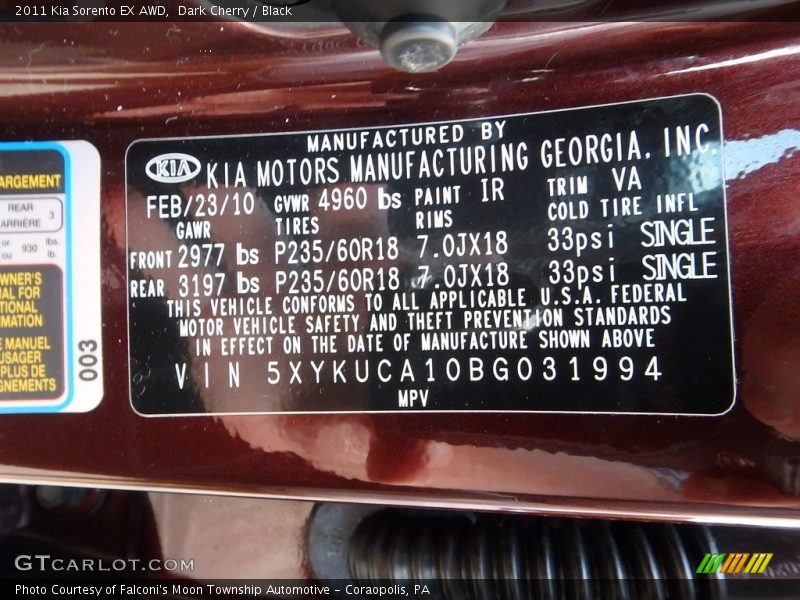 2011 Kia Sorento EX AWD, Dark Cherry / Black
ARGEMENT
REAR
ARRIÈRE 3
or
ou 930 lbs.
lb.
OWNER'S
FOR
MATION
MANUEL
USAGER
PLUS DE
GNEMENTS
003
MANUFACTURED BY
KIA KIA MOTORS MANUFACTURING GEORGIA, INC.
FEB/23/10 GVWR 4960 lbs PAINT IR TRIM VA
GAWR TIRES RIMS COLD TIRE INFL
FRONT 2977 lbs P235/60R18 7.0JX18 33psi SINGLE
REAR 3197 lbs P235/60R18 7.0JX18 33psi SINGLE
THIS VEHICLE CONFORMS TO ALL APPLICABLE U.S.A. FEDERAL
MOTOR VEHICLE SAFETY AND THEFT PREVENTION STANDARDS
IN EFFECT ON THE DATE OF MANUFACTURE SHOWN ABOVE
VIN 5XYKUCA10BG031994
MPV
GTCARLOT.COM
Photo Courtesy of Falconi's Moon Township Automotive - Coraopolis, PA